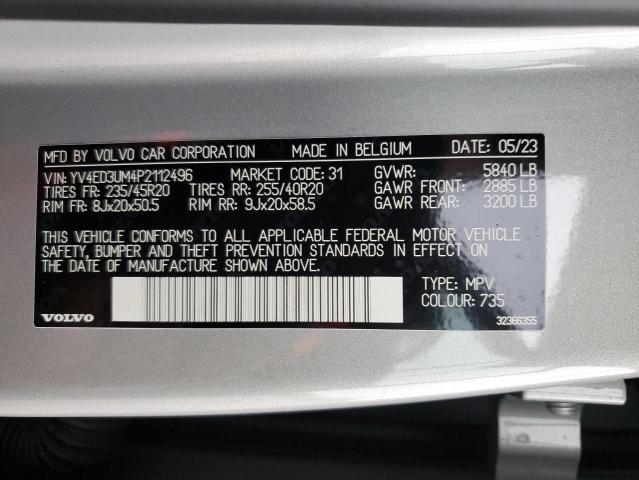 MFD BY VOLVO CAR CORPORATION MADE IN BELGIUM DATE: 05/23
VIN: YV4ED3UM4P2112496 MARKET CODE: 31 GVWR: 5840 LB
TIRES FR: 235/45R20 TIRES RR: 255/40R20 GAWR FRONT: 2885 LB
RIM FR: 8Jx20x50.5 RIM RR: 9Jx20x58.5 GAWR REAR: 3200 LB
THIS VEHICLE CONFORMS TO ALL APPLICABLE FEDERAL MOTOR VEHICLE
SAFETY, BUMPER AND THEFT PREVENTION STANDARDS IN EFFECT ON
THE DATE OF MANUFACTURE SHOWN ABOVE.
TYPE: MPV
COLOUR: 735
VOLVO 32366355